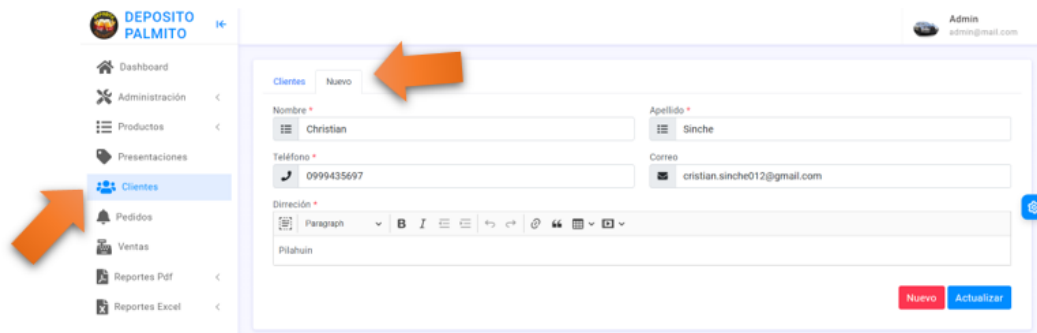 DEPOSITO
PALMITO
Admin
admin@mail.com
Dashboard
Administración
Productos
Presentaciones
Clientes
Pedidos
Ventas
Reportes Pdf
Reportes Excel
Clientes Nuevo
Nombre * Apellido *
Christian Sinche
Teléfono * Correo
0999435697 cristian.sinche012@gmail.com
Dirreción *
Paragraph B I
Pilahuin
Nuevo Actualizar